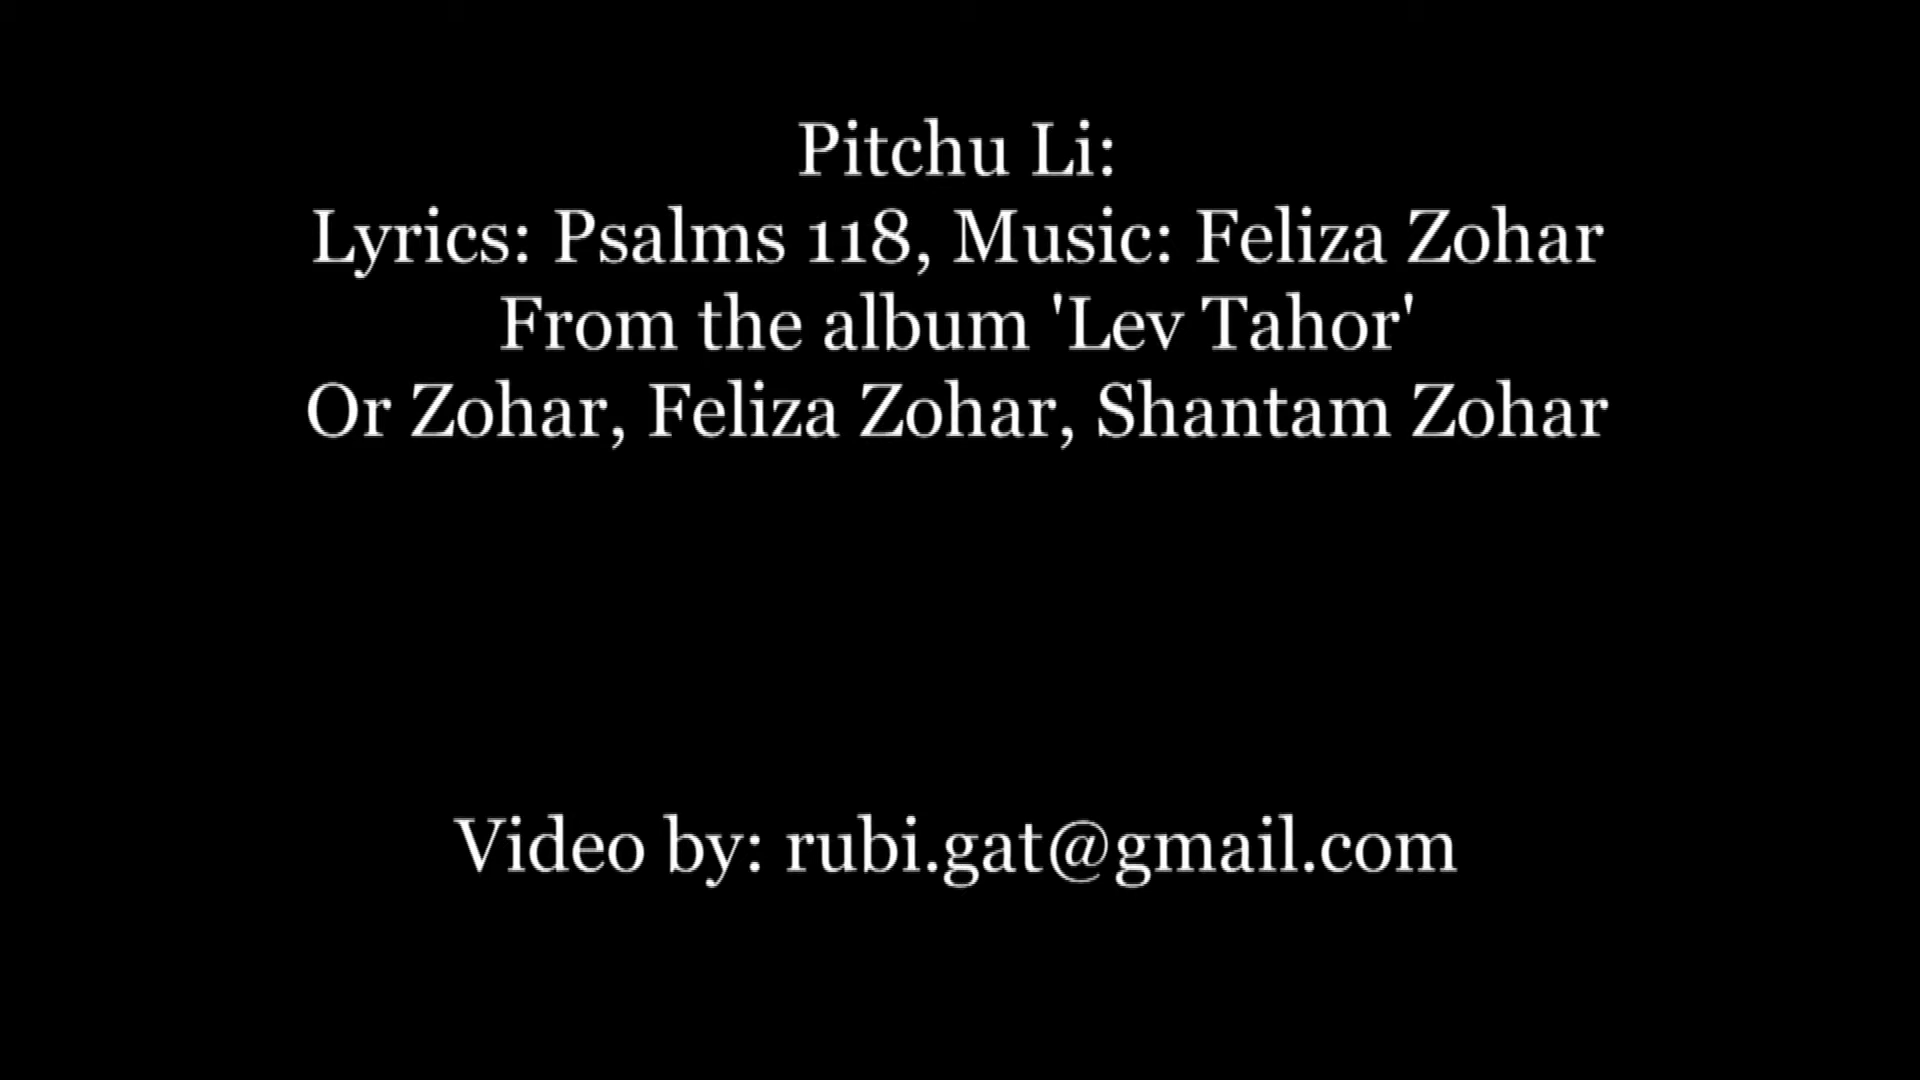 Pitchu Li:
Lyrics: Psalms 118, Music: Feliza Zohar
From the album 'Lev Tahor'
Or Zohar, Feliza Zohar, Shantam Zohar
Video by: rubi.gat@gmail.com